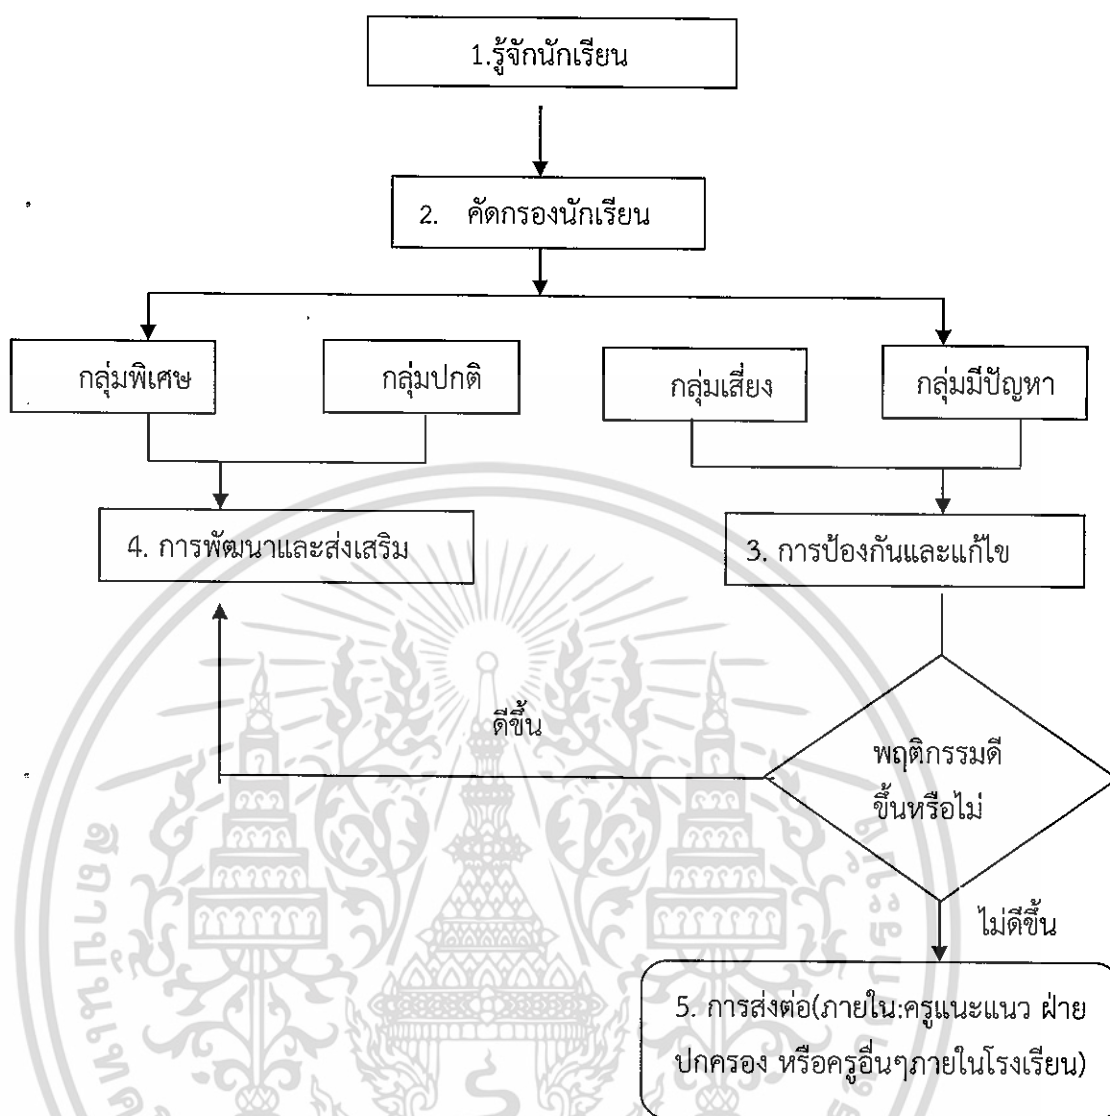 1.รู้จักนักเรียน
2. คัดกรองนักเรียน
กลุ่มพิเศษ
กลุ่มปกติ
กลุ่มเสี่ยง
กลุ่มมีปัญหา
4. การพัฒนาและส่งเสริม
3. การป้องกันและแก้ไข
ดีขึ้น
พฤติกรรมดี
ขึ้นหรือไม่
ไม่ดีขึ้น
5. การส่งต่อ(ภายใน:ครูแนะแนว ฝ่าย
ปกครอง หรือครูอื่นๆภายในโรงเรียน)